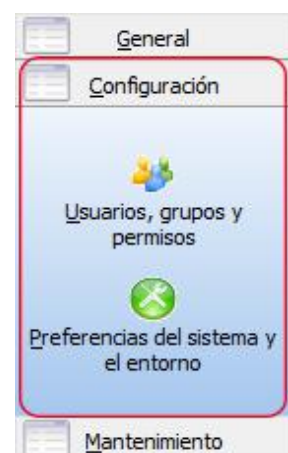 General
Configuración
Usuarios, grupos y
permisos
Preferencias del sistema y
el entorno
Mantenimiento